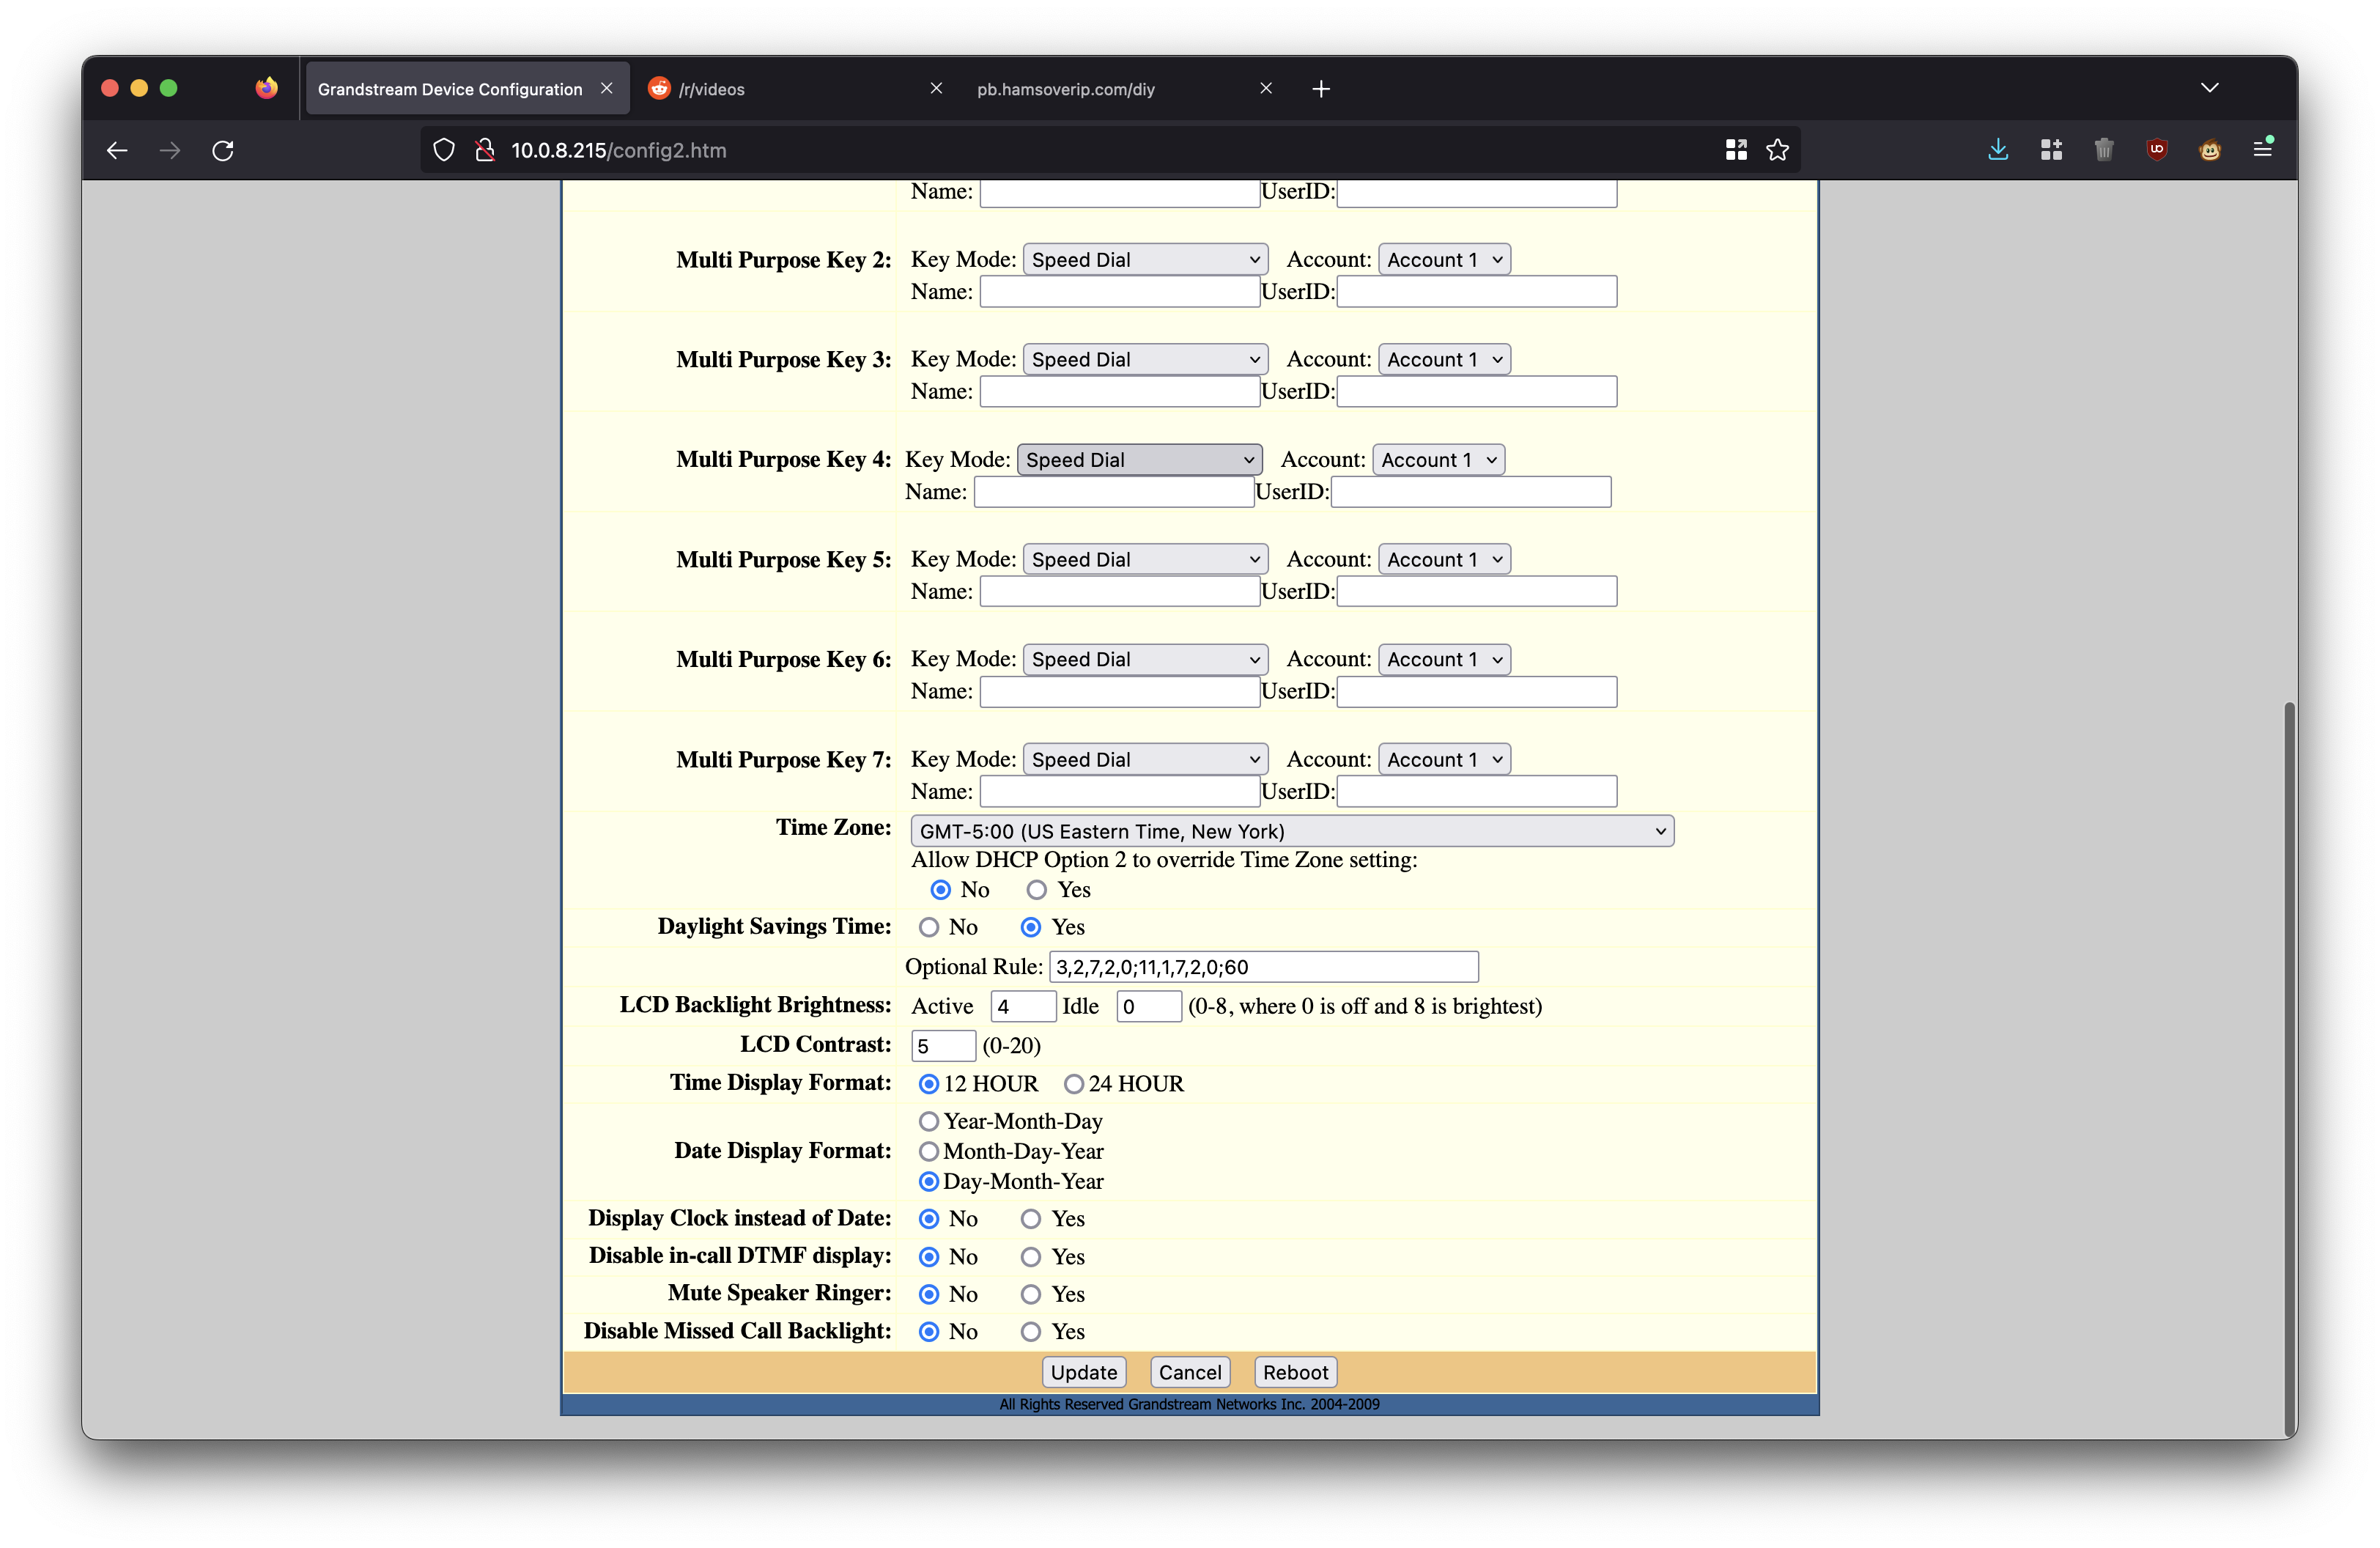 Grandstream Device Configuration
/r/videos
pb.hamsoverip.com/diy
10.0.8.215/config2.htm
Name: UserID:
Multi Purpose Key 2: Key Mode: Speed Dial Account: Account 1
Name: UserID:
Multi Purpose Key 3: Key Mode: Speed Dial Account: Account 1
Name: UserID:
Multi Purpose Key 4: Key Mode: Speed Dial Account: Account 1
Name: UserID:
Multi Purpose Key 5: Key Mode: Speed Dial Account: Account 1
Name: UserID:
Multi Purpose Key 6: Key Mode: Speed Dial Account: Account 1
Name: UserID:
Multi Purpose Key 7: Key Mode: Speed Dial Account: Account 1
Name: UserID:
Time Zone: GMT-5:00 (US Eastern Time, New York)
Allow DHCP Option 2 to override Time Zone setting:
No Yes
Daylight Savings Time: No Yes
Optional Rule: 3,2,7,2,0;11,1,7,2,0;60
LCD Backlight Brightness: Active 4 Idle 0 (0-8, where 0 is off and 8 is brightest)
LCD Contrast: 5 (0-20)
Time Display Format: 12 HOUR 24 HOUR
Year-Month-Day
Date Display Format: Month-Day-Year
Day-Month-Year
Display Clock instead of Date: No Yes
Disable in-call DTMF display: No Yes
Mute Speaker Ringer: No Yes
Disable Missed Call Backlight: No Yes
Update Cancel Reboot
All Rights Reserved Grandstream Networks Inc. 2004-2009